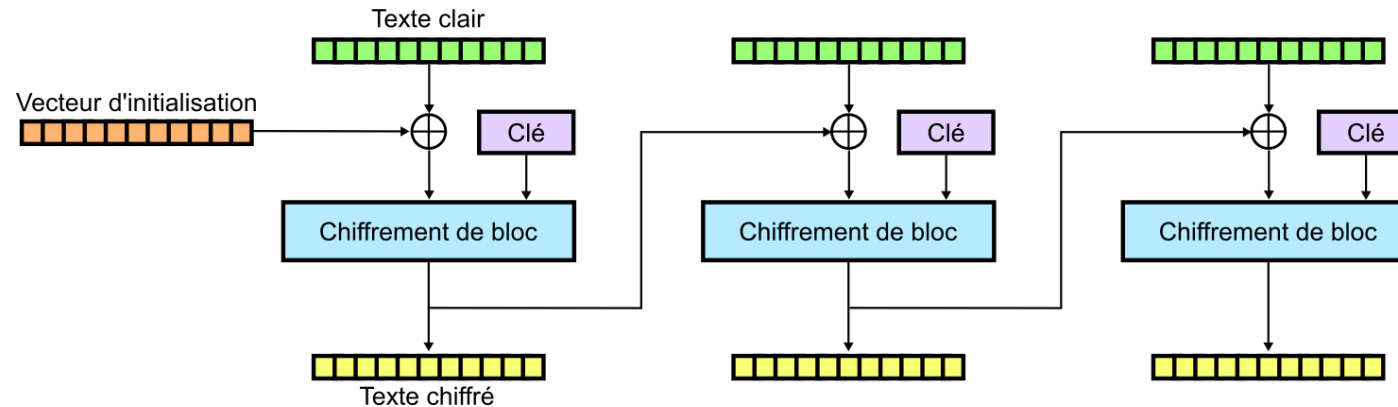 Texte clair
Vecteur d'initialisation
Clé
Clé
Clé
Chiffrement de bloc
Chiffrement de bloc
Chiffrement de bloc
Texte chiffré